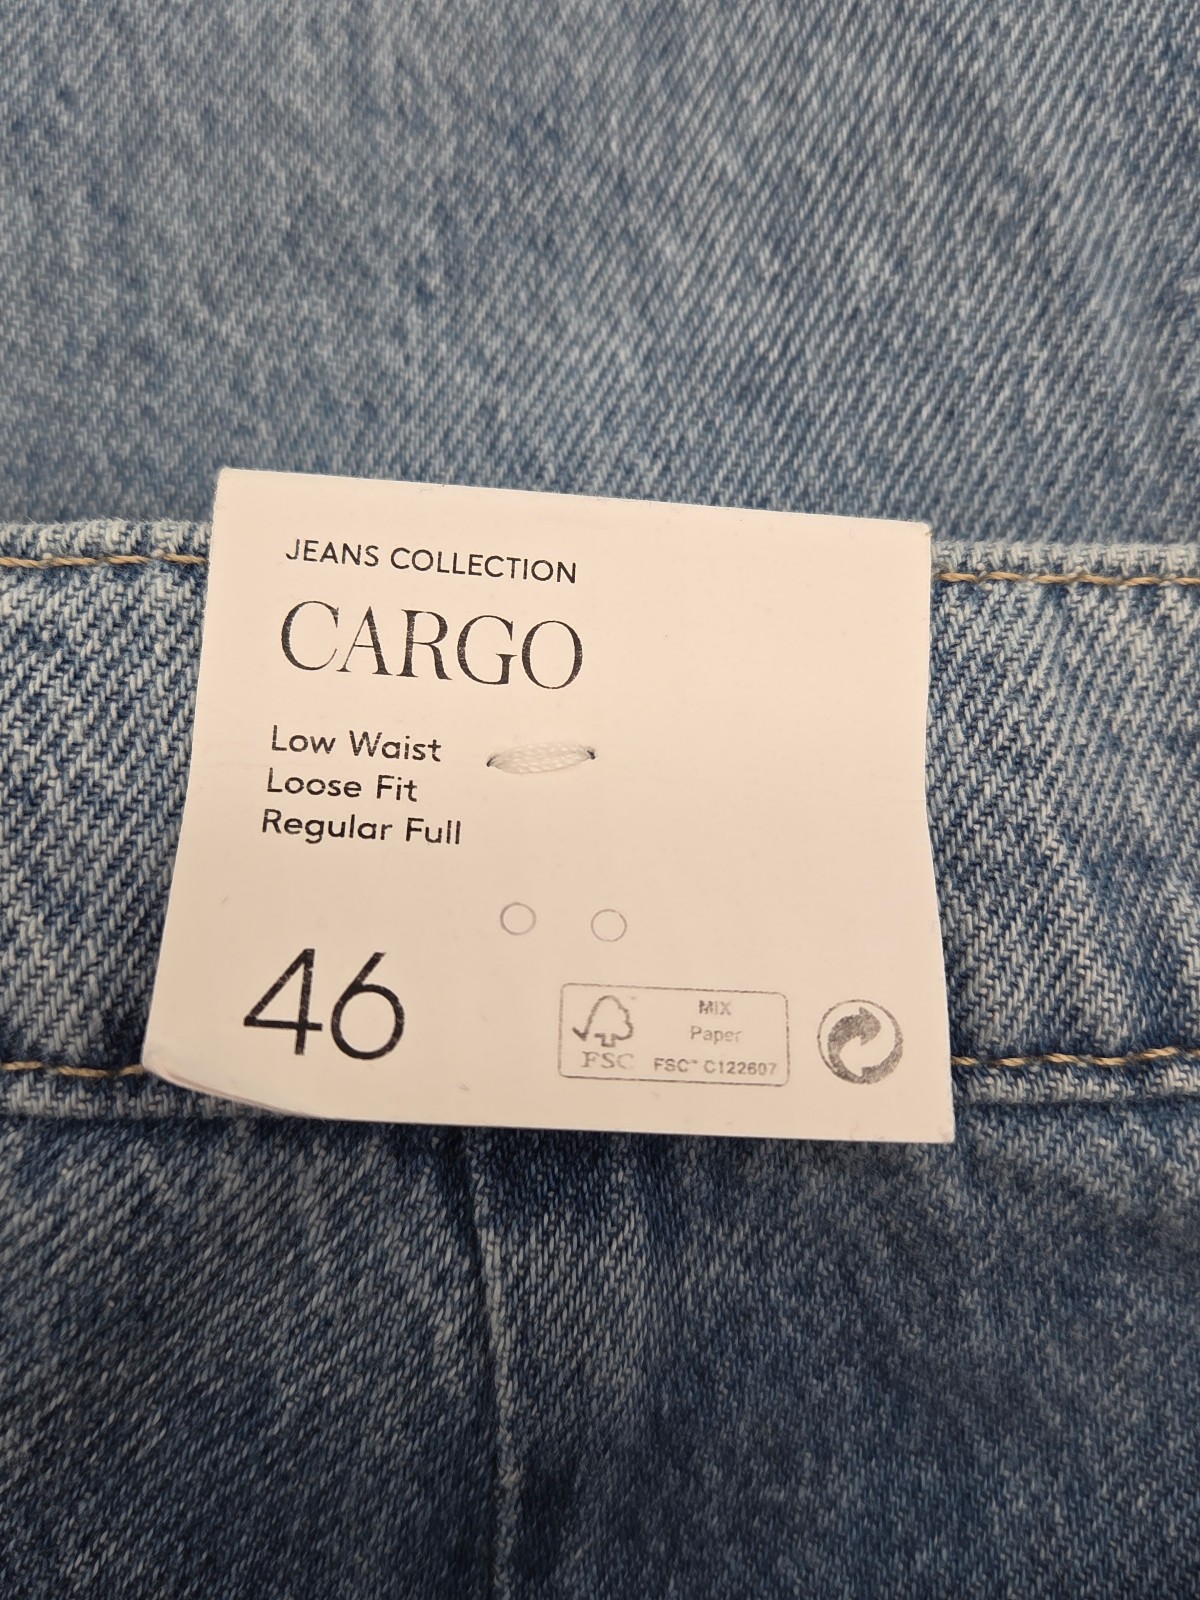 JEANS COLLECTION
CARGO
Low Waist
Loose Fit
Regular Full
46
MIX
Paper
FSC
FSC™ C122607